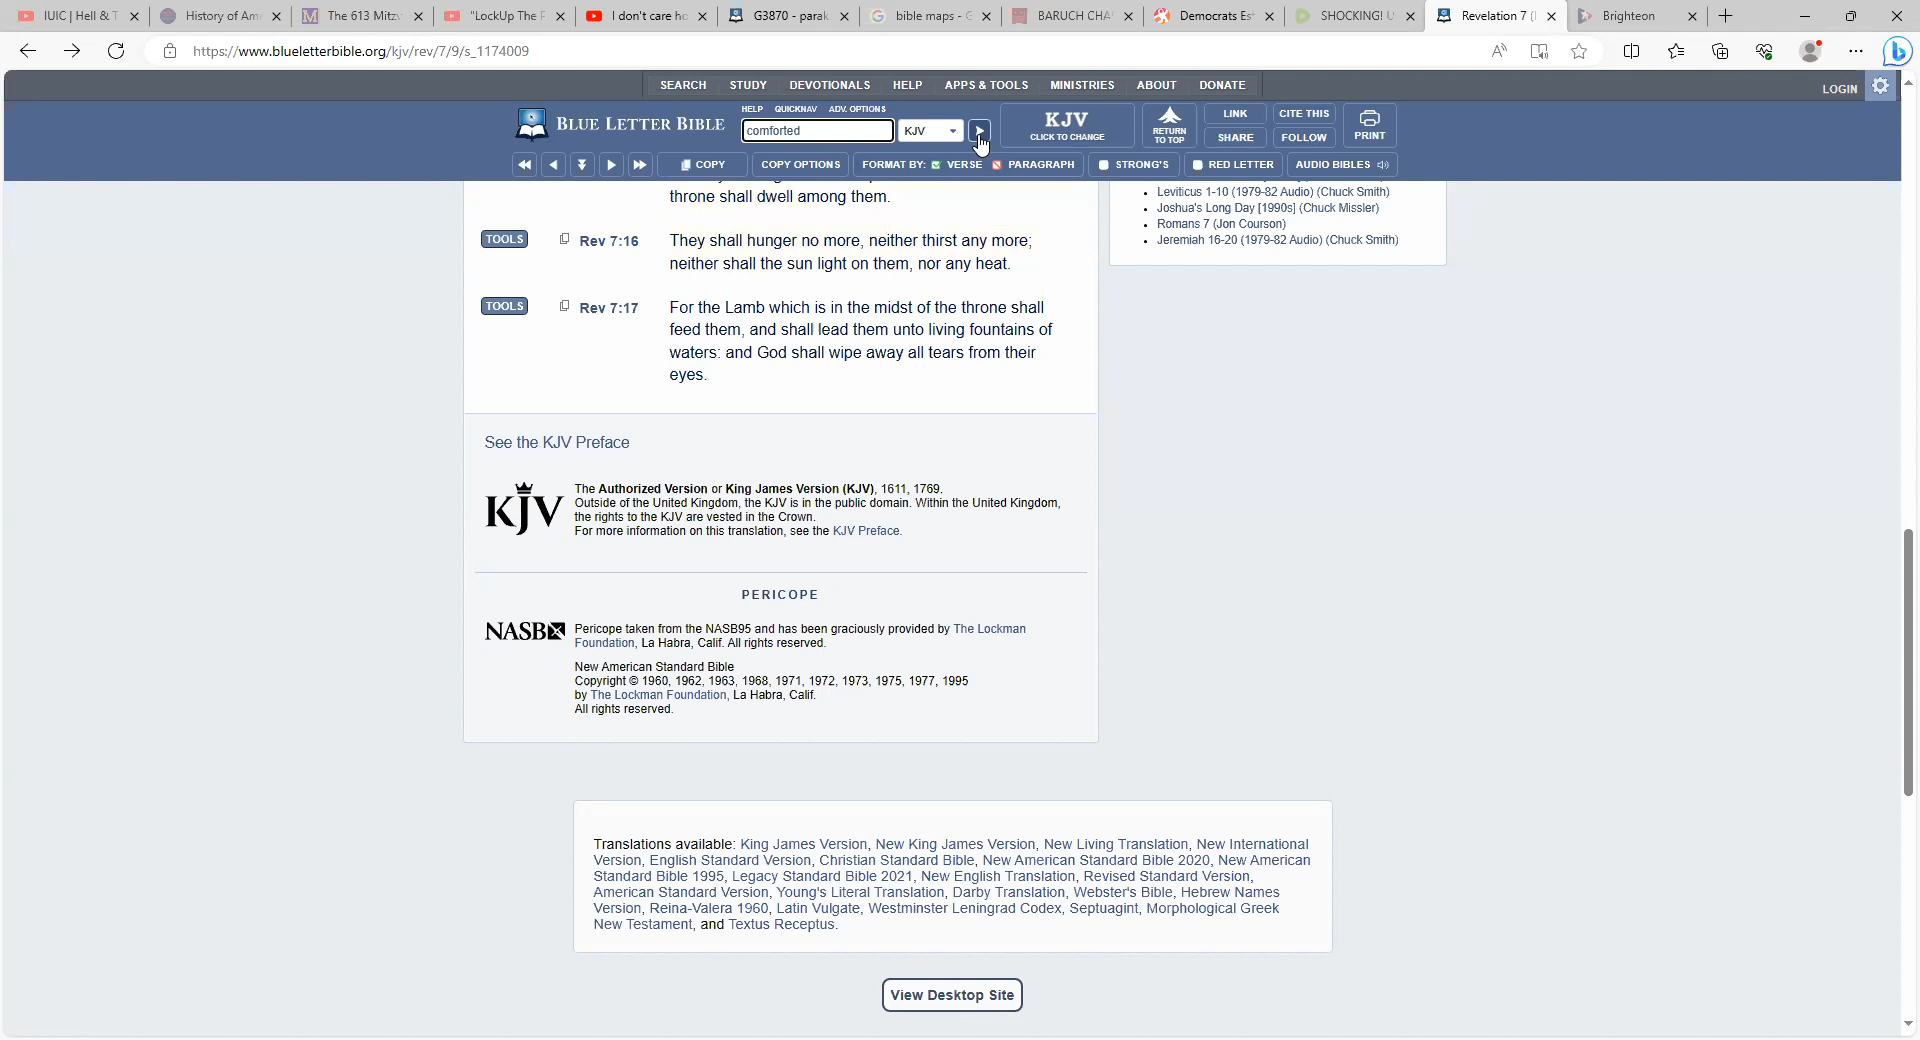 IUIC | Hell & T
History of Am
The 613 Mitzv
"LockUp The F
I don't care ho
G3870 - parak
bible maps - G
BARUCH CHA
Democrats Es
SHOCKING! U
Revelation 7 (
Brighteon
https://www.blueletterbible.org/kjv/rev/7/9/s_1174009
SEARCH STUDY DEVOTIONALS HELP APPS & TOOLS MINISTRIES ABOUT DONATE
LOGIN
HELP QUICKNAV ADV. OPTIONS
BLUE LETTER BIBLE
comforted
KJV
KJV
CLICK TO CHANGE
RETURN
TO TOP
LINK
CITE THIS
SHARE
FOLLOW
PRINT
COPY COPY OPTIONS FORMAT BY: VERSE PARAGRAPH STRONG'S RED LETTER AUDIO BIBLES
throne shall dwell among them.
TOOLS Rev 7:16 They shall hunger no more, neither thirst any more;
neither shall the sun light on them, nor any heat.
TOOLS Rev 7:17 For the Lamb which is in the midst of the throne shall
feed them, and shall lead them unto living fountains of
waters: and God shall wipe away all tears from their
eyes.
Leviticus 1-10 (1979-82 Audio) (Chuck Smith)
Joshua's Long Day [1990s] (Chuck Missler)
Romans 7 (Jon Courson)
Jeremiah 16-20 (1979-82 Audio) (Chuck Smith)
See the KJV Preface
KJV
The Authorized Version or King James Version (KJV), 1611, 1769.
Outside of the United Kingdom, the KJV is in the public domain. Within the United Kingdom,
the rights to the KJV are vested in the Crown.
For more information on this translation, see the KJV Preface.
PERICOPE
NASB
Pericope taken from the NASB95 and has been graciously provided by The Lockman
Foundation, La Habra, Calif. All rights reserved.
New American Standard Bible
Copyright © 1960, 1962, 1963, 1968, 1971, 1972, 1973, 1975, 1977, 1995
by The Lockman Foundation, La Habra, Calif.
All rights reserved.
Translations available: King James Version, New King James Version, New Living Translation, New International
Version, English Standard Version, Christian Standard Bible, New American Standard Bible 2020, New American
Standard Bible 1995, Legacy Standard Bible 2021, New English Translation, Revised Standard Version,
American Standard Version, Young's Literal Translation, Darby Translation, Webster's Bible, Hebrew Names
Version, Reina-Valera 1960, Latin Vulgate, Westminster Leningrad Codex, Septuagint, Morphological Greek
New Testament, and Textus Receptus.
View Desktop Site